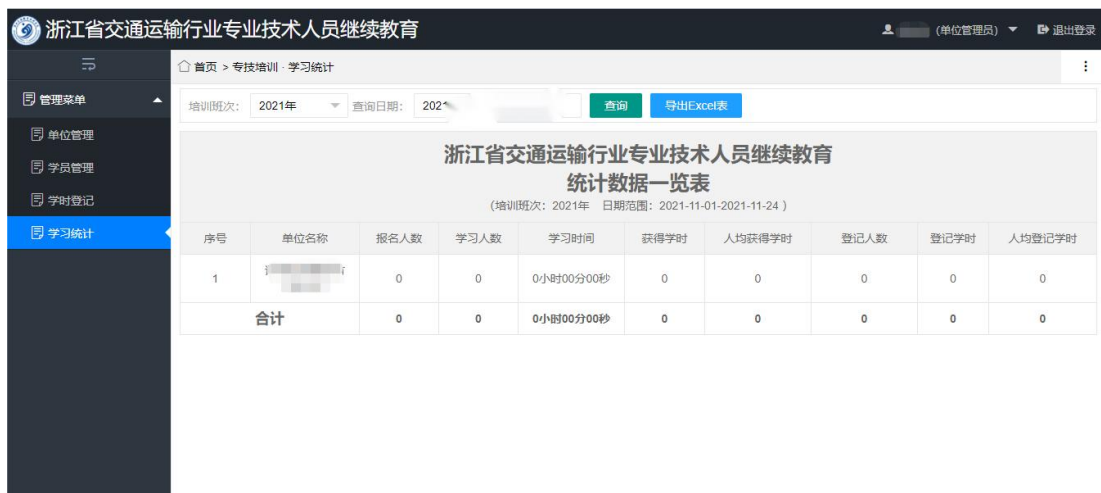 浙江省交通运输行业专业技术人员继续教育
(单位管理员)
退出登录
首页 > 专技培训 · 学习统计
管理菜单
单位管理
学员管理
学时登记
学习统计
培训班次: 2021年 查询日期: 202
查询 导出Excel表
浙江省交通运输行业专业技术人员继续教育
统计数据一览表
(培训班次: 2021年 日期范围: 2021-11-01-2021-11-24 )
序号 单位名称 报名人数 学习人数 学习时间 获得学时 人均获得学时 登记人数 登记学时 人均登记学时
1 0 0 0小时00分00秒 0 0 0 0 0
合计 0 0 0小时00分00秒 0 0 0 0 0